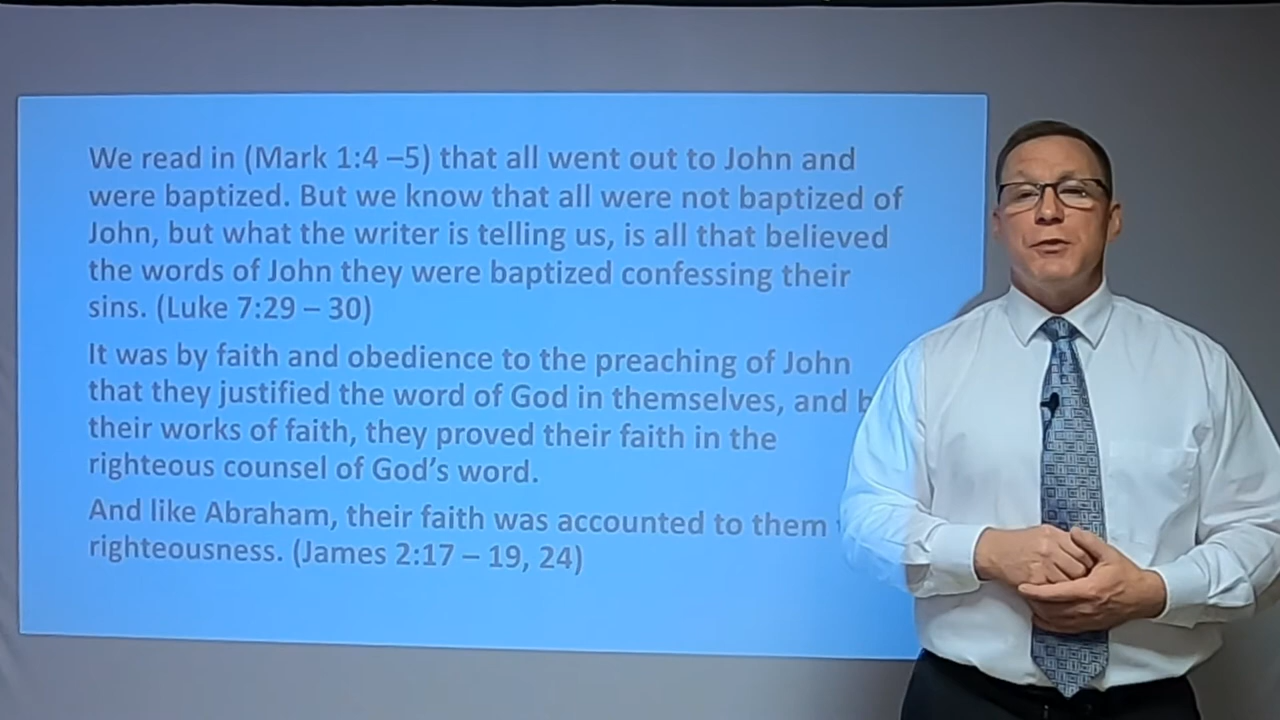 We read in (Mark 1:4 –5) that all went out to John and
were baptized. But we know that all were not baptized of
John, but what the writer is telling us, is all that believed
the words of John they were baptized confessing their
sins. (Luke 7:29 – 30)
It was by faith and obedience to the preaching of John
that they justified the word of God in themselves, and
their works of faith, they proved their faith in the
righteous counsel of God’s word.
And like Abraham, their faith was accounted to them
righteousness. (James 2:17 – 19, 24)